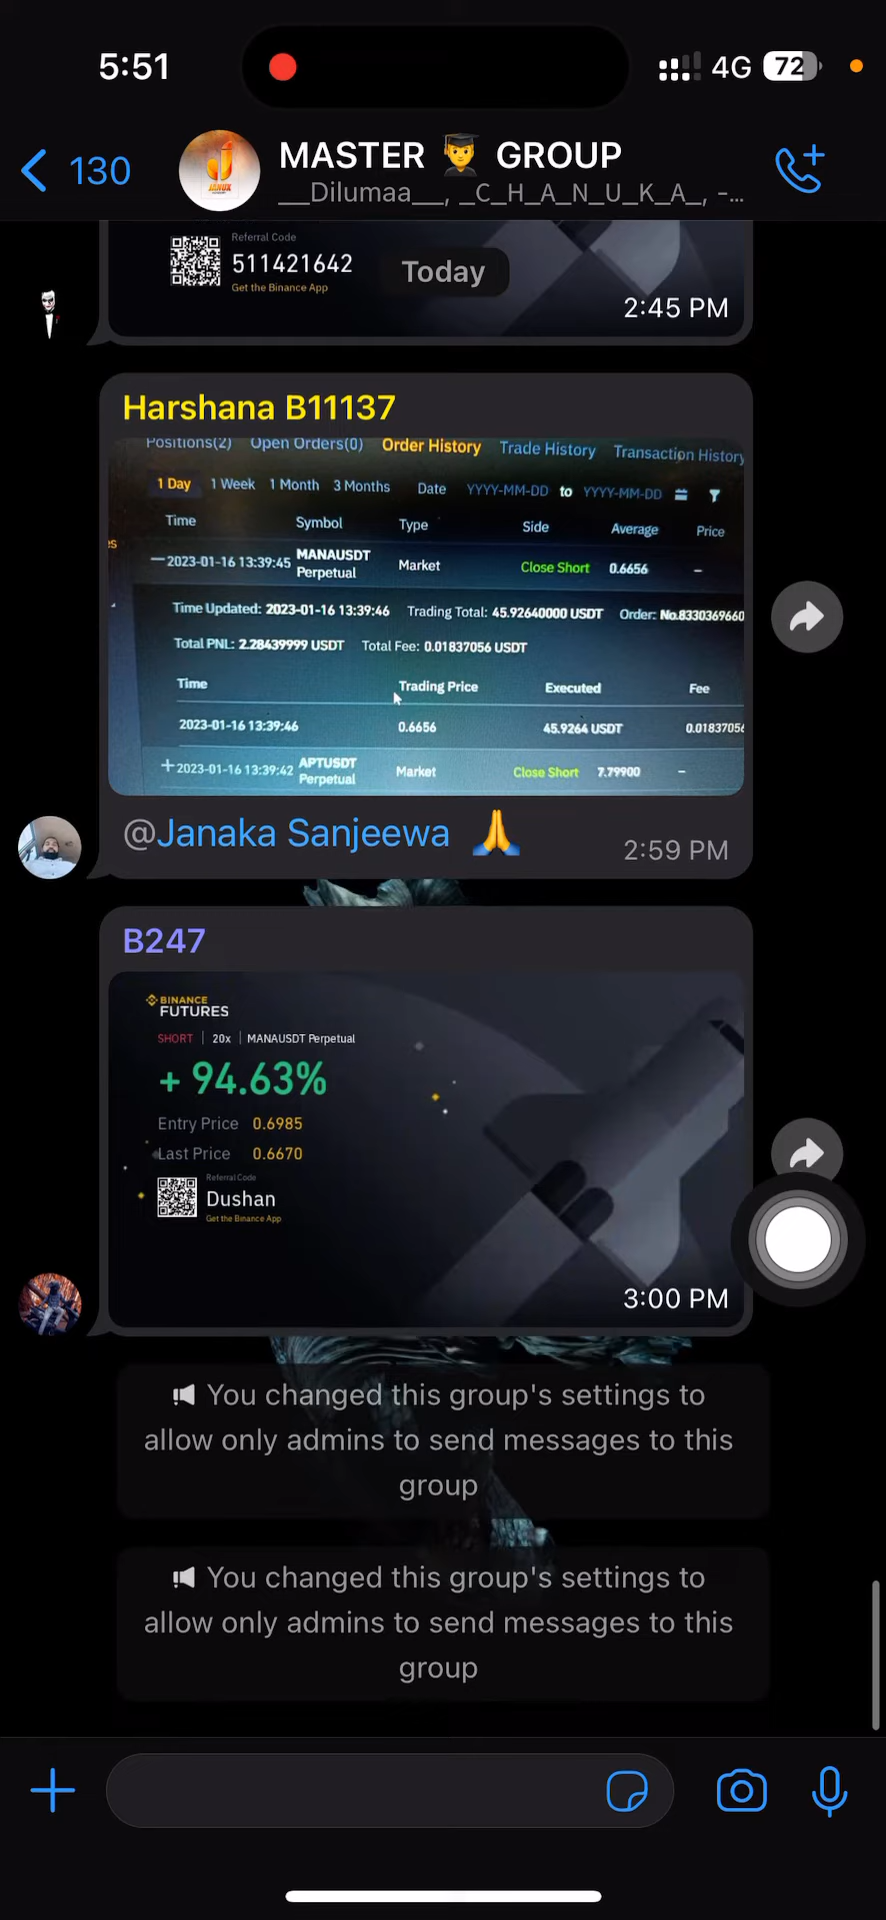 5:51
4G
72
130
MASTER 👨‍🎓 GROUP
__Dilumaa__, _C_H_A_N_U_K_A_, -...
Referral Code
511421642
Get the Binance App
Today
2:45 PM
Harshana B11137
Positions(2) Open Orders(0) Order History Trade History Transaction History
1 Day 1 Week 1 Month 3 Months Date YYYY-MM-DD to YYYY-MM-DD
Time Symbol Type Side Average Price
es
2023-01-16 13:39:45 MANAUSDT Perpetual Market Close Short 0.6656 –
Time Updated: 2023-01-16 13:39:46 Trading Total: 45.92640000 USDT Order: No.8330369660
Total PNL: 2.28439999 USDT Total Fee: 0.01837056 USDT
Time Trading Price Executed Fee
2023-01-16 13:39:46 0.6656 45.9264 USDT 0.01837056
+ 2023-01-16 13:39:42 APTUSDT Perpetual Market Close Short 7.79900 –
@Janaka Sanjeewa 🙏
2:59 PM
B247
BINANCE
FUTURES
SHORT | 20x | MANAUSDT Perpetual
+ 94.63%
Entry Price 0.6985
Last Price 0.6670
Referral Code
Dushan
Get the Binance App
3:00 PM
You changed this group's settings to
allow only admins to send messages to this
group
You changed this group's settings to
allow only admins to send messages to this
group